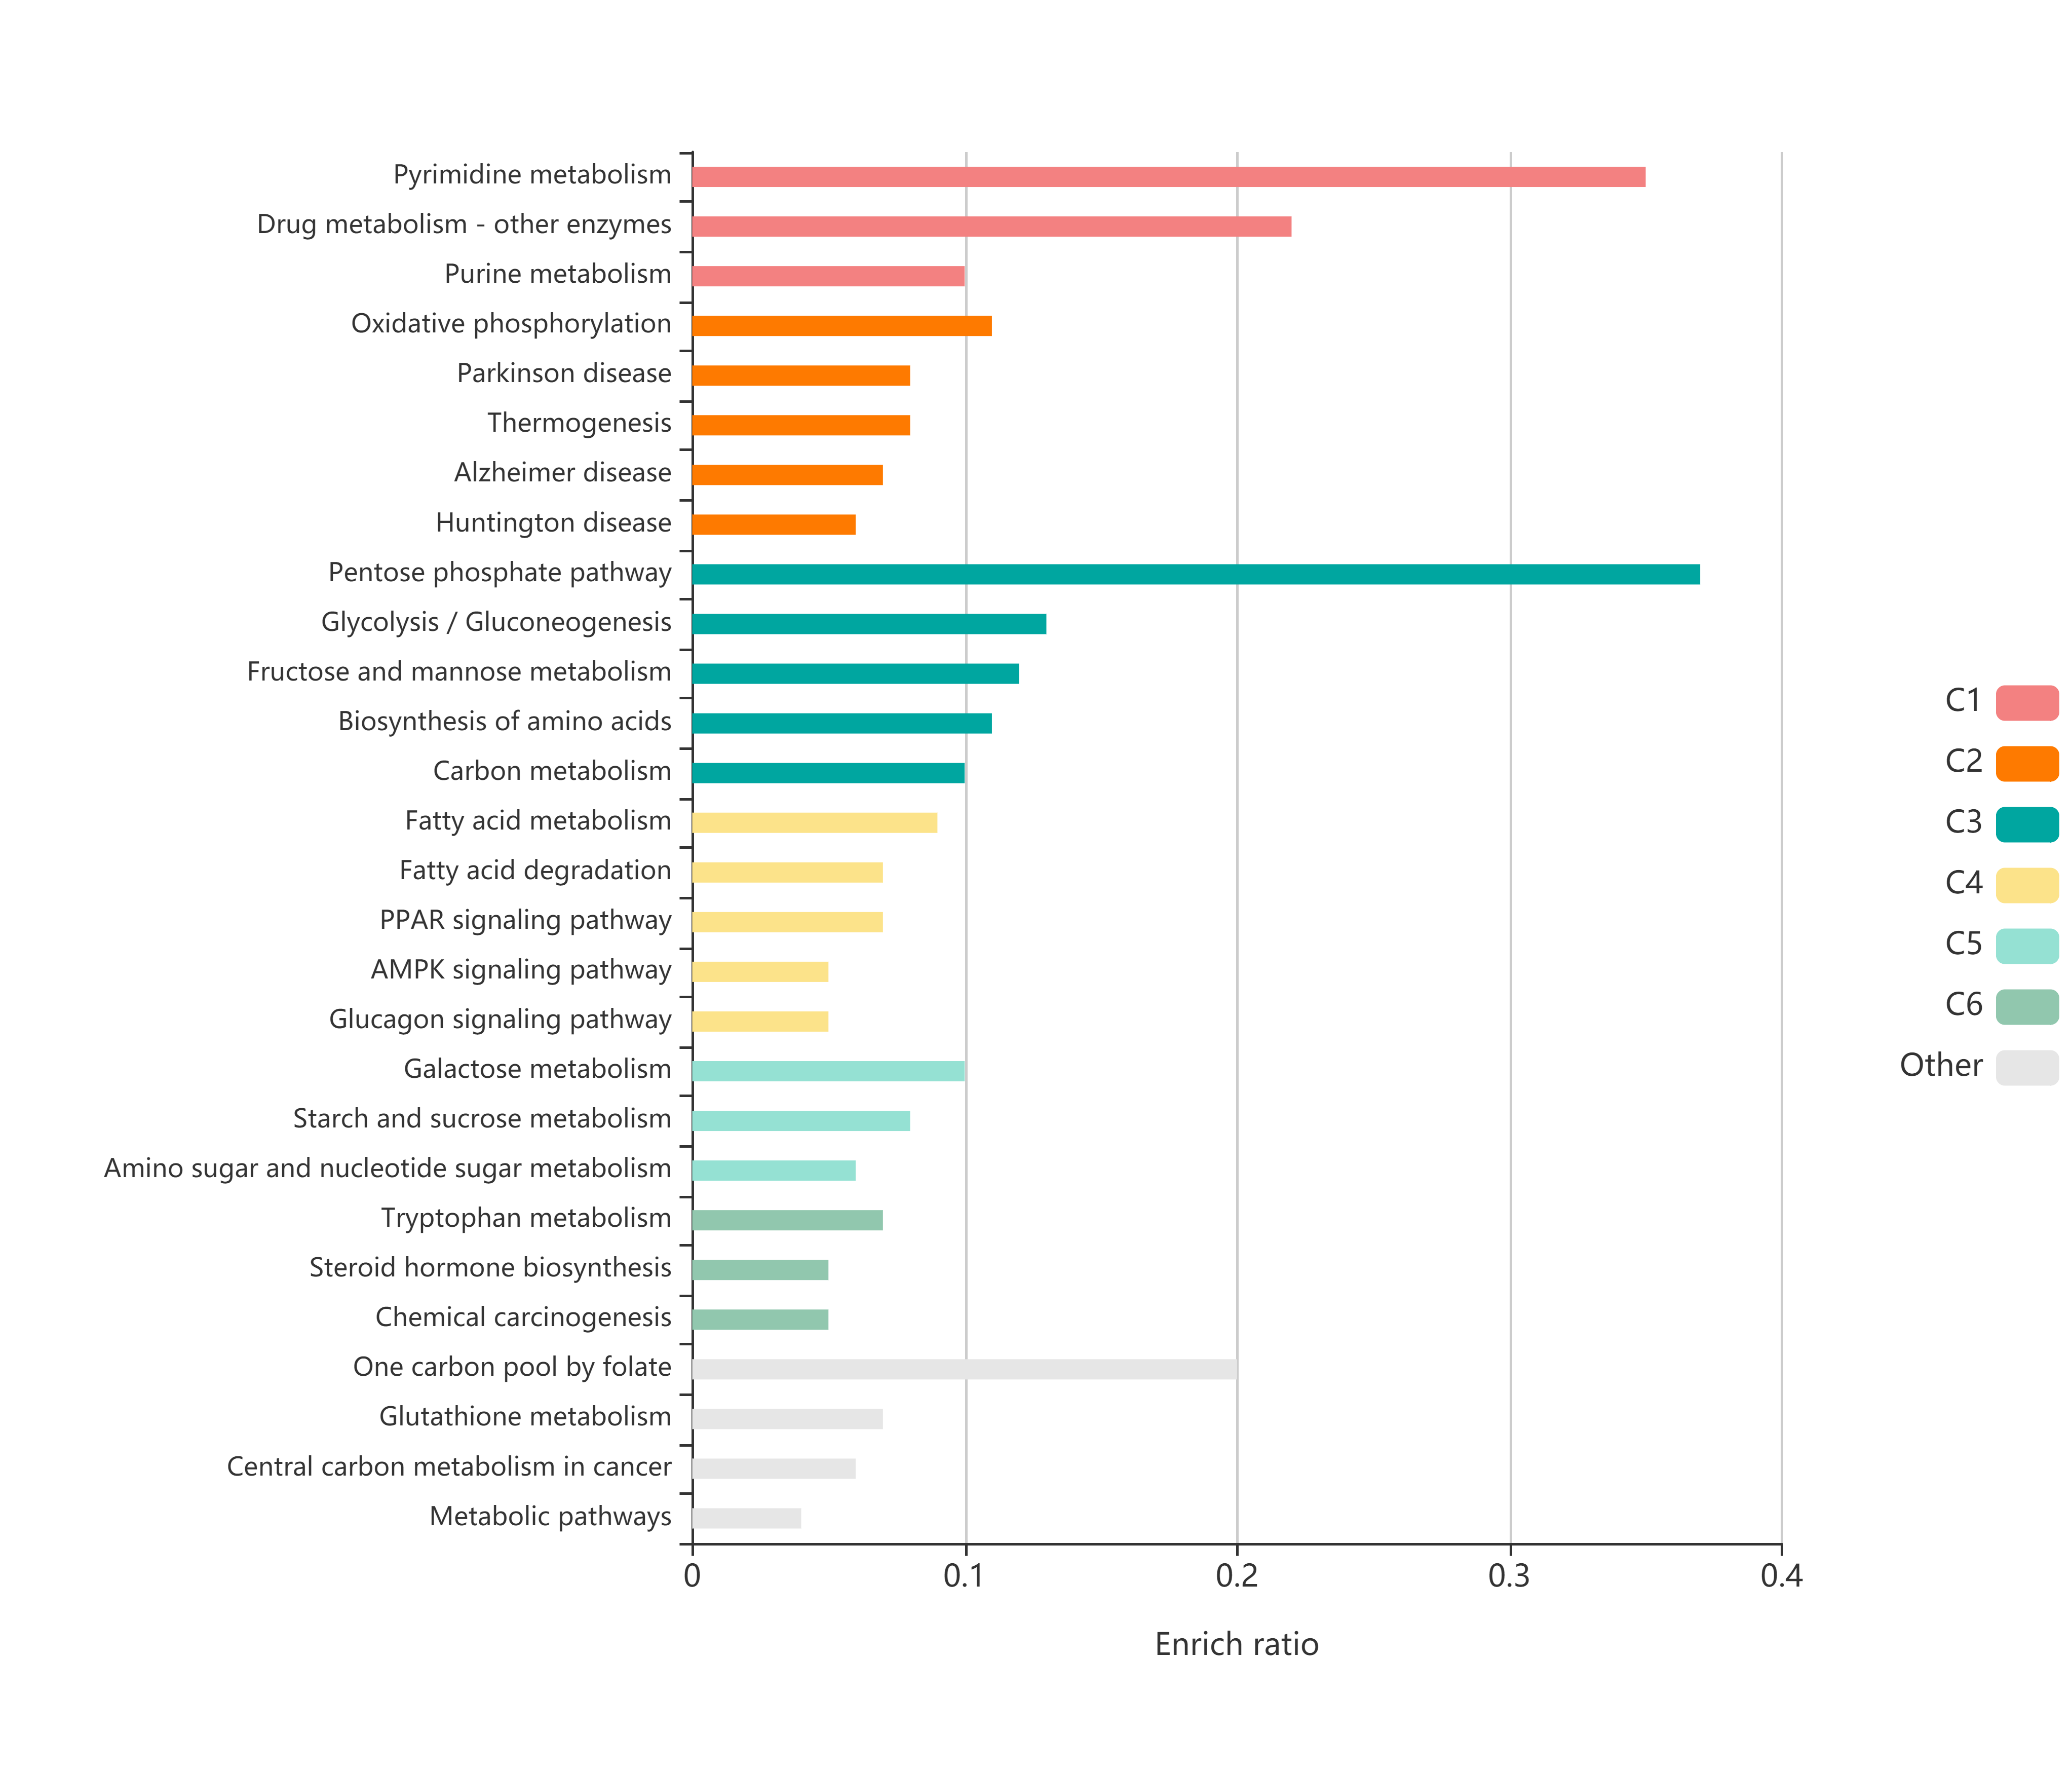 Pyrimidine metabolism
Drug metabolism - other enzymes
Purine metabolism
Oxidative phosphorylation
Parkinson disease
Thermogenesis
Alzheimer disease
Huntington disease
Pentose phosphate pathway
Glycolysis / Gluconeogenesis
Fructose and mannose metabolism
Biosynthesis of amino acids
Carbon metabolism
Fatty acid metabolism
Fatty acid degradation
PPAR signaling pathway
AMPK signaling pathway
Glucagon signaling pathway
Galactose metabolism
Starch and sucrose metabolism
Amino sugar and nucleotide sugar metabolism
Tryptophan metabolism
Steroid hormone biosynthesis
Chemical carcinogenesis
One carbon pool by folate
Glutathione metabolism
Central carbon metabolism in cancer
Metabolic pathways
0 0.1 0.2 0.3 0.4
Enrich ratio
C1
C2
C3
C4
C5
C6
Other